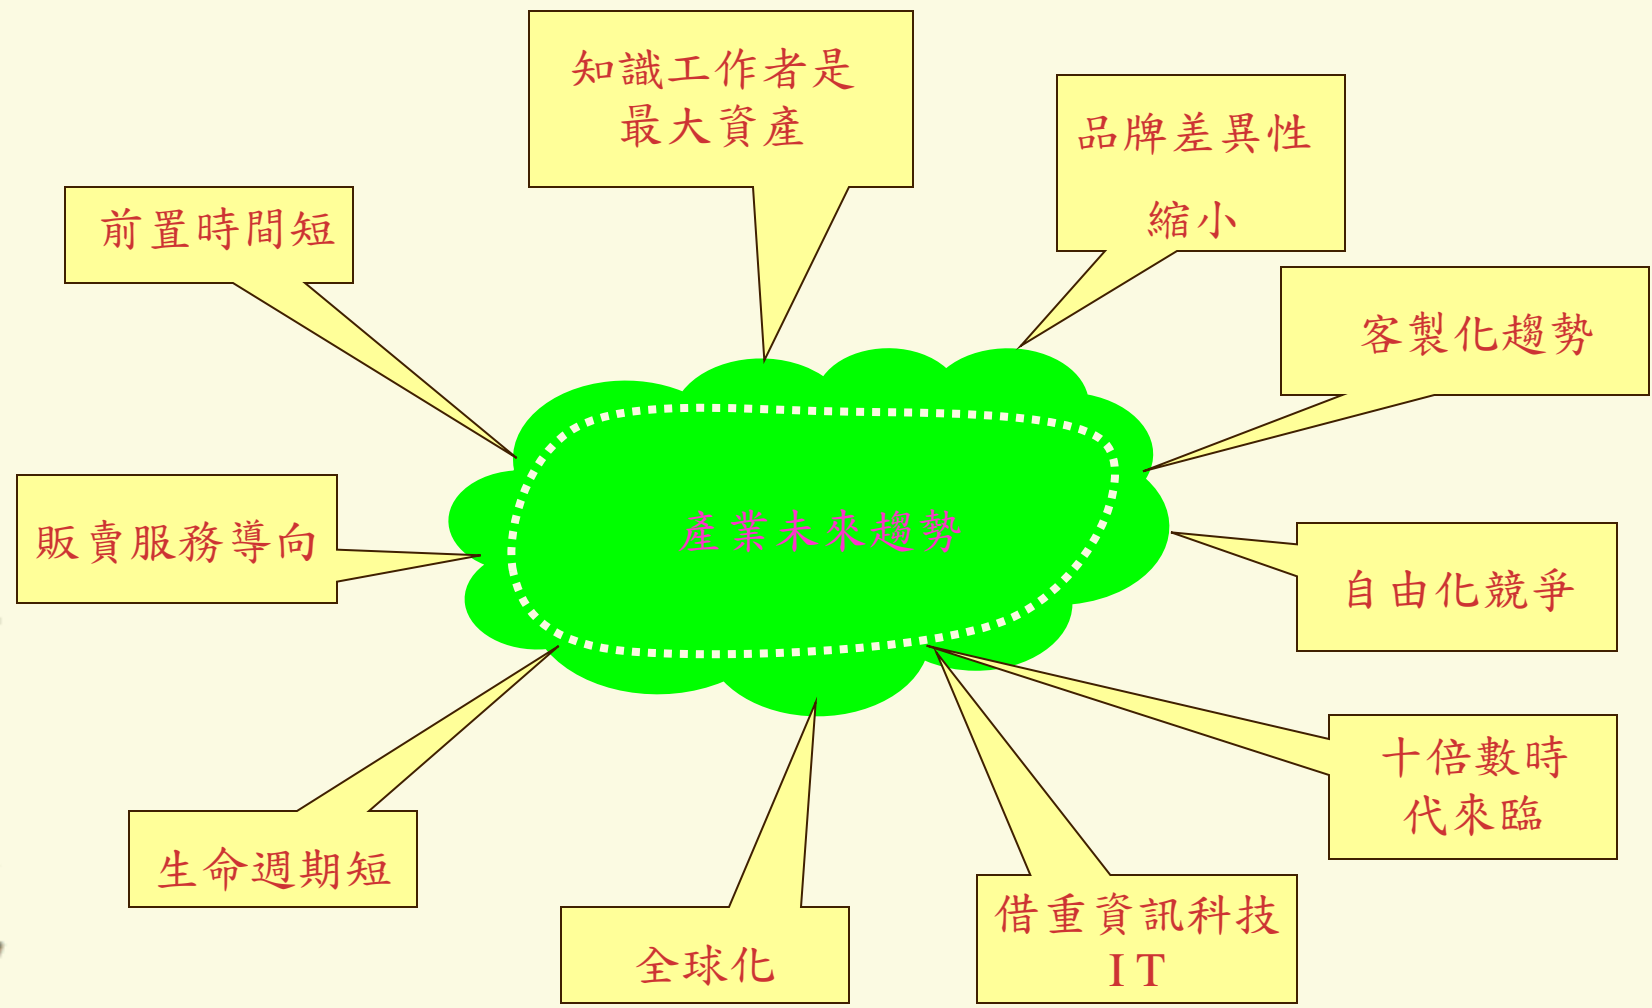 知識工作者是
最大資產
品牌差異性
縮小
前置時間短
客製化趨勢
產業未來趨勢
販賣服務導向
自由化競爭
十倍數時
代來臨
生命週期短
借重資訊科技
IT
全球化